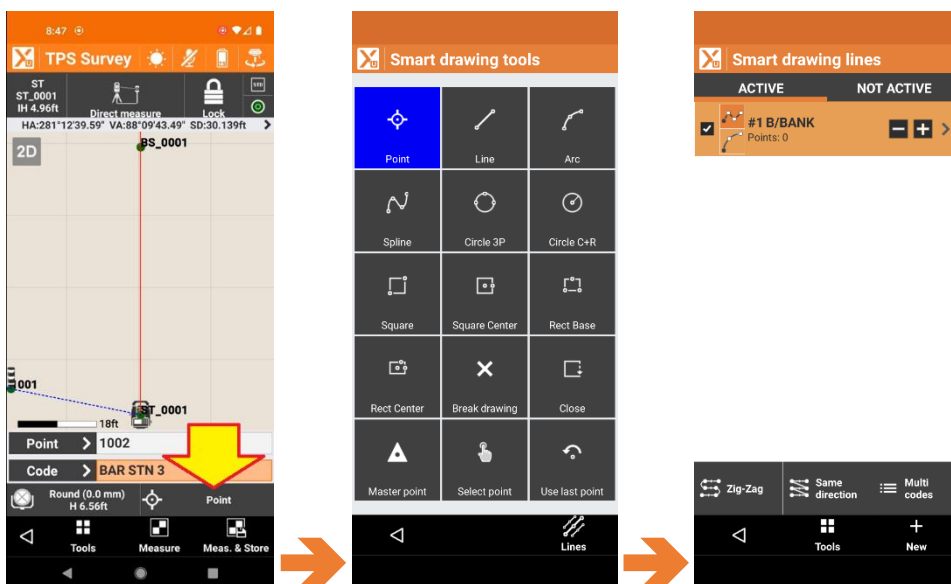 8:47
TPS Survey
ST
ST_0001
IH 4.96ft
Direct measure
Lock
STD
HA:281°12'39.59" VA:88°09'43.49" SD:30.139ft
2D
BS_0001
1001
ST_0001
18ft
Point
1002
Code
BAR STN 3
Round (0.0 mm)
H 6.56ft
Point
Tools
Measure
Meas. & Store
Smart drawing tools
Point
Line
Arc
Spline
Circle 3P
Circle C+R
Square
Square Center
Rect Base
Rect Center
Break drawing
Close
Master point
Select point
Use last point
Lines
Smart drawing lines
ACTIVE
NOT ACTIVE
#1 B/BANK
Points: 0
Zig-Zag
Same
direction
Multi
codes
Tools
New